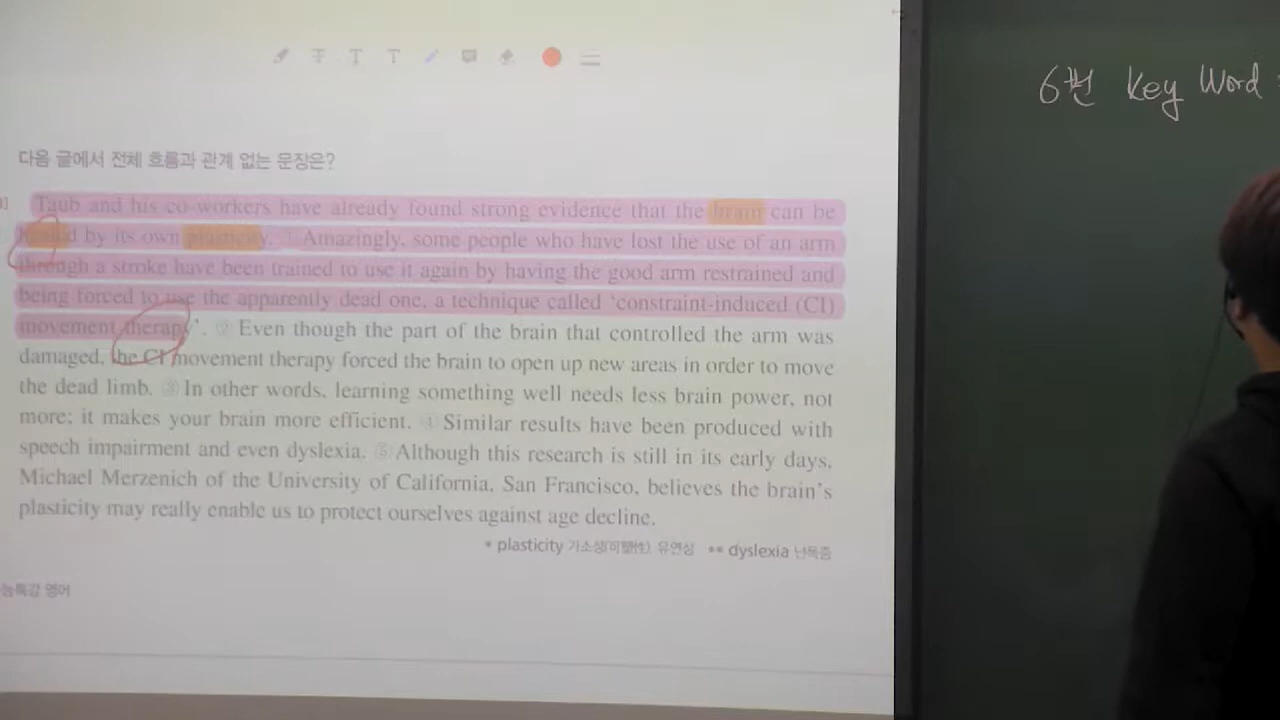 6번 Key Word :
다음 글에서 전체 흐름과 관계 없는 문장은?
Taub and his co-workers have already found strong evidence that the brain can be
healed by its own plasticity. ① Amazingly, some people who have lost the use of an arm
through a stroke have been trained to use it again by having the good arm restrained and
being forced to use the apparently dead one, a technique called ‘constraint-induced (CI)
movement therapy’. ② Even though the part of the brain that controlled the arm was
damaged, the CI movement therapy forced the brain to open up new areas in order to move
the dead limb. ③ In other words, learning something well needs less brain power, not
more; it makes your brain more efficient. ④ Similar results have been produced with
speech impairment and even dyslexia. ⑤ Although this research is still in its early days,
Michael Merzenich of the University of California, San Francisco, believes the brain’s
plasticity may really enable us to protect ourselves against age decline.
* plasticity 가소성(可塑性), 유연성 ** dyslexia 난독증
능특강 영어